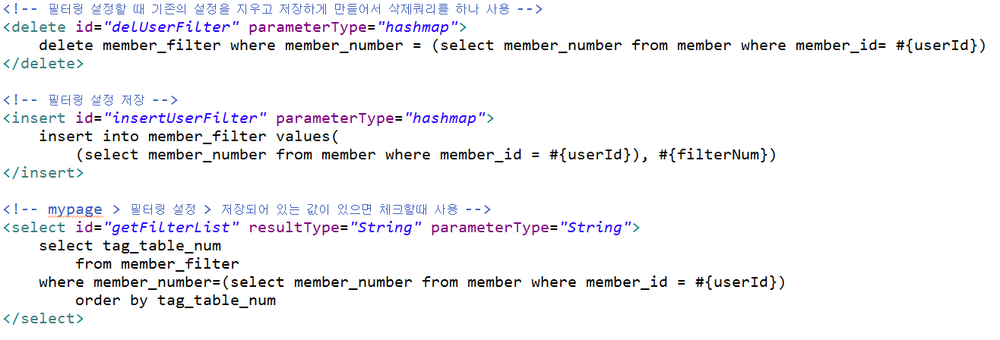 <!-- 필터링 설정할 때 기존의 설정을 지우고 저장하게 만들어서 삭제쿼리를 하나 사용 -->
<delete id="delUserFilter" parameterType="hashmap">
    delete member_filter where member_number = (select member_number from member where member_id= #{userId})
</delete>

<!-- 필터링 설정 저장 -->
<insert id="insertUserFilter" parameterType="hashmap">
    insert into member_filter values(
        (select member_number from member where member_id = #{userId}), #{filterNum})
</insert>

<!-- mypage > 필터링 설정 > 저장되어 있는 값이 있으면 체크할때 사용 -->
<select id="getFilterList" resultType="String" parameterType="String">
    select tag_table_num
        from member_filter
    where member_number=(select member_number from member where member_id = #{userId})
        order by tag_table_num
</select>